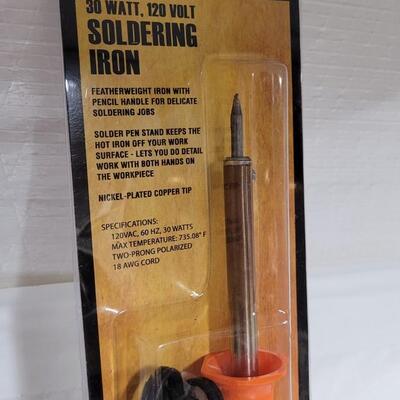 30 WATT, 120 VOLT
SOLDERING
IRON
FEATHERWEIGHT IRON WITH
PENCIL HANDLE FOR DELICATE
SOLDERING JOBS
SOLDER PEN STAND KEEPS THE
HOT IRON OFF YOUR WORK
SURFACE - LETS YOU DO DETAIL
WORK WITH BOTH HANDS ON
THE WORKPIECE
NICKEL-PLATED COPPER TIP
SPECIFICATIONS:
120VAC, 60 HZ, 30 WATTS
MAX TEMPERATURE: 735.08° F
TWO-PRONG POLARIZED
18 AWG CORD